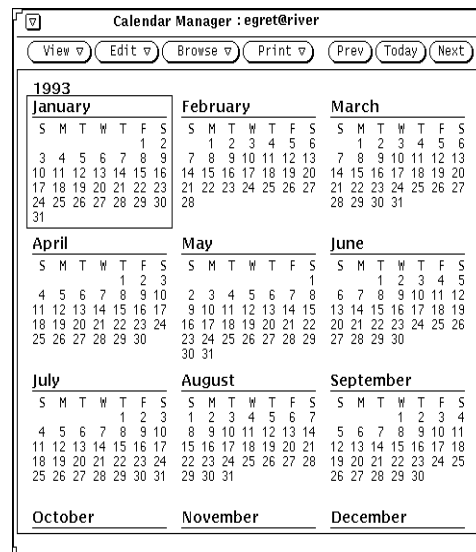 Calendar Manager : egret@river
View Edit Browse Print Prev Today Next
1993
January February March
S M T W T F S S M T W T F S S M T W T F S
1 2 1 2 3 4 5 6 1 2 3 4 5 6
3 4 5 6 7 8 9 7 8 9 10 11 12 13 7 8 9 10 11 12 13
10 11 12 13 14 15 16 14 15 16 17 18 19 20 14 15 16 17 18 19 20
17 18 19 20 21 22 23 21 22 23 24 25 26 27 21 22 23 24 25 26 27
24 25 26 27 28 29 30 28 28 29 30 31
31
April May June
S M T W T F S S M T W T F S S M T W T F S
1 2 3 1 1 2 3 4 5
4 5 6 7 8 9 10 2 3 4 5 6 7 8 6 7 8 9 10 11 12
11 12 13 14 15 16 17 9 10 11 12 13 14 15 13 14 15 16 17 18 19
18 19 20 21 22 23 24 16 17 18 19 20 21 22 20 21 22 23 24 25 26
25 26 27 28 29 30 23 24 25 26 27 28 29 27 28 29 30
30 31
July August September
S M T W T F S S M T W T F S S M T W T F S
1 2 3 1 2 3 4 5 6 7 1 2 3 4
4 5 6 7 8 9 10 8 9 10 11 12 13 14 5 6 7 8 9 10 11
11 12 13 14 15 16 17 15 16 17 18 19 20 21 12 13 14 15 16 17 18
18 19 20 21 22 23 24 22 23 24 25 26 27 28 19 20 21 22 23 24 25
25 26 27 28 29 30 31 29 30 31 26 27 28 29 30
October November December